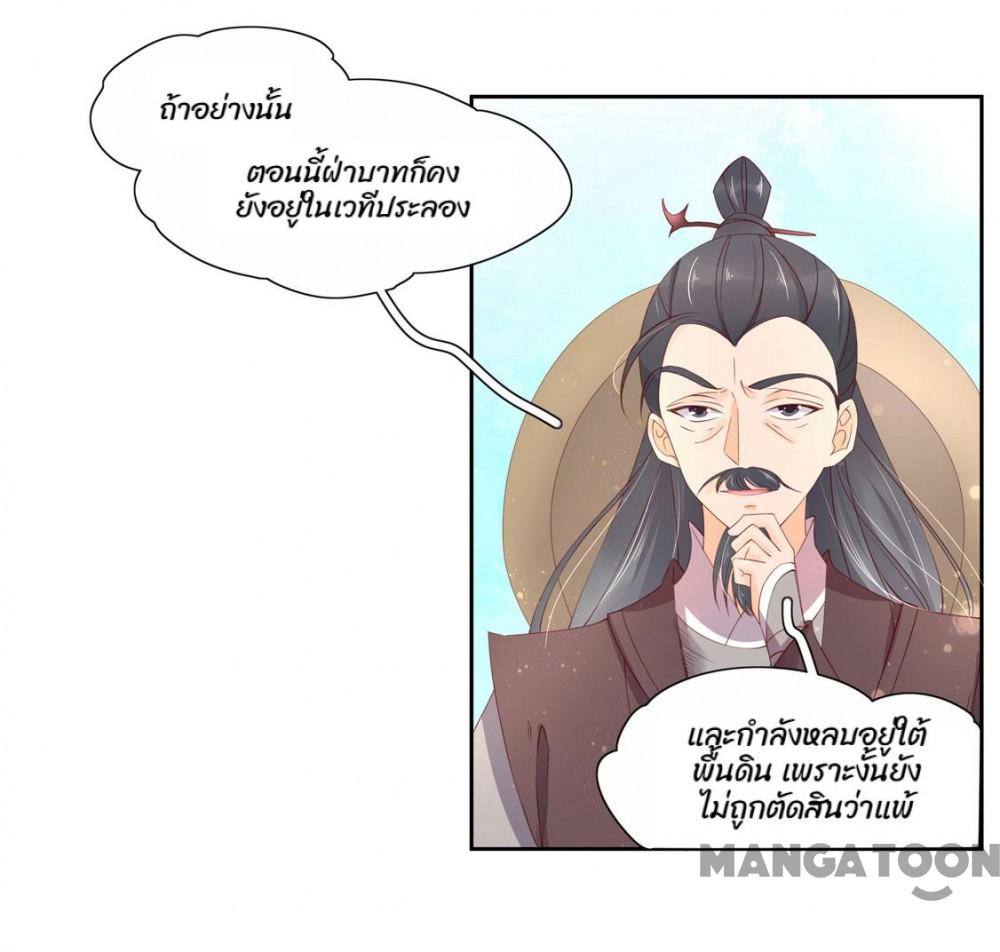 ถ้าอย่างนั้น
ตอนนี้ฝ่าบาทก็คง
ยังอยู่ในเวทีประลอง
และกำลังหลบอยู่ใต้
พื้นดิน เพราะงั้นยัง
ไม่ถูกตัดสินว่าแพ้
MANGATOON